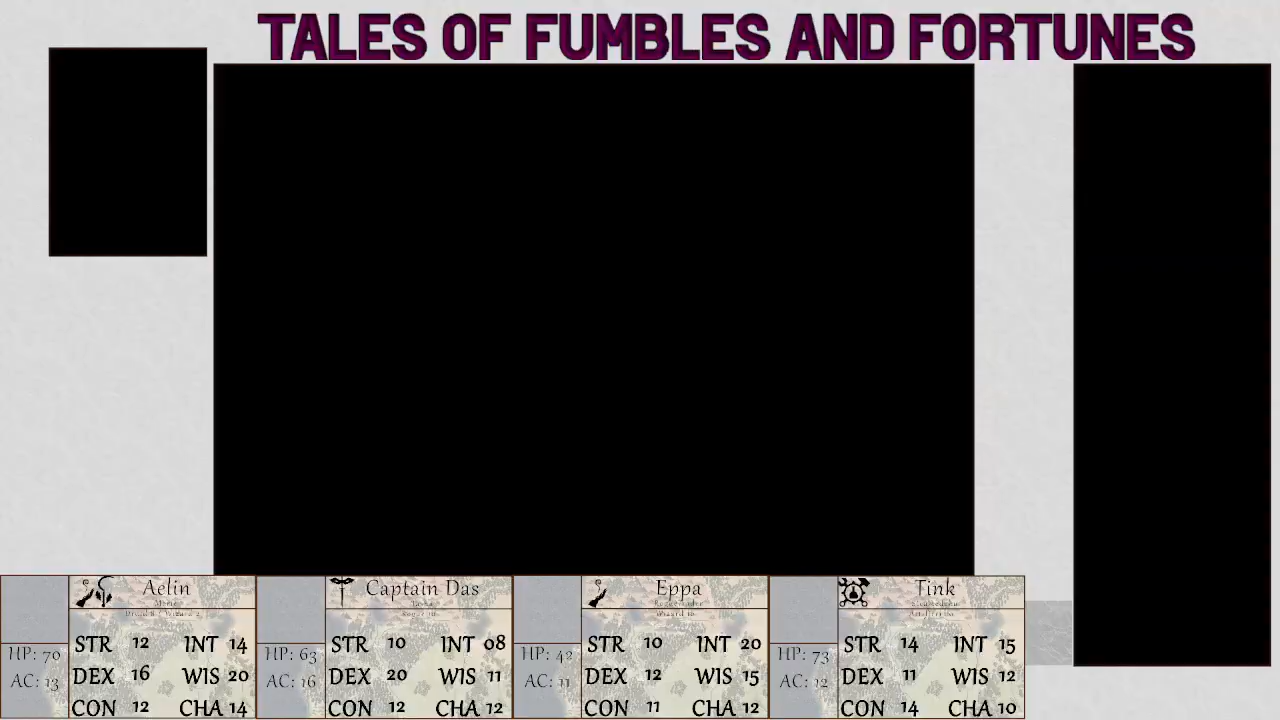 TALES OF FUMBLES AND FORTUNES
Aelin
HP: 70
AC: 13
STR 12 INT 14
DEX 16 WIS 20
CON 12 CHA 14
Captain Das
HP: 63
AC: 16
STR 10 INT 08
DEX 20 WIS 11
CON 12 CHA 12
Eppa
HP: 42
AC: 11
STR 10 INT 20
DEX 12 WIS 15
CON 11 CHA 12
Tink
HP: 73
AC: 12
STR 14 INT 15
DEX 11 WIS 12
CON 14 CHA 10